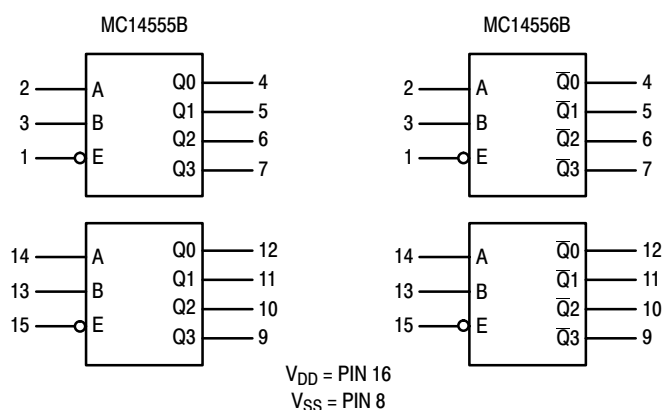 MC14555B
2 A Q0 4
3 B Q1 5
1 E Q2 6
Q3 7
14 A Q0 12
13 B Q1 11
15 E Q2 10
Q3 9
MC14556B
2 A Q̅0 4
3 B Q̅1 5
1 E Q̅2 6
Q̅3 7
14 A Q̅0 12
13 B Q̅1 11
15 E Q̅2 10
Q̅3 9
VDD = PIN 16
VSS = PIN 8